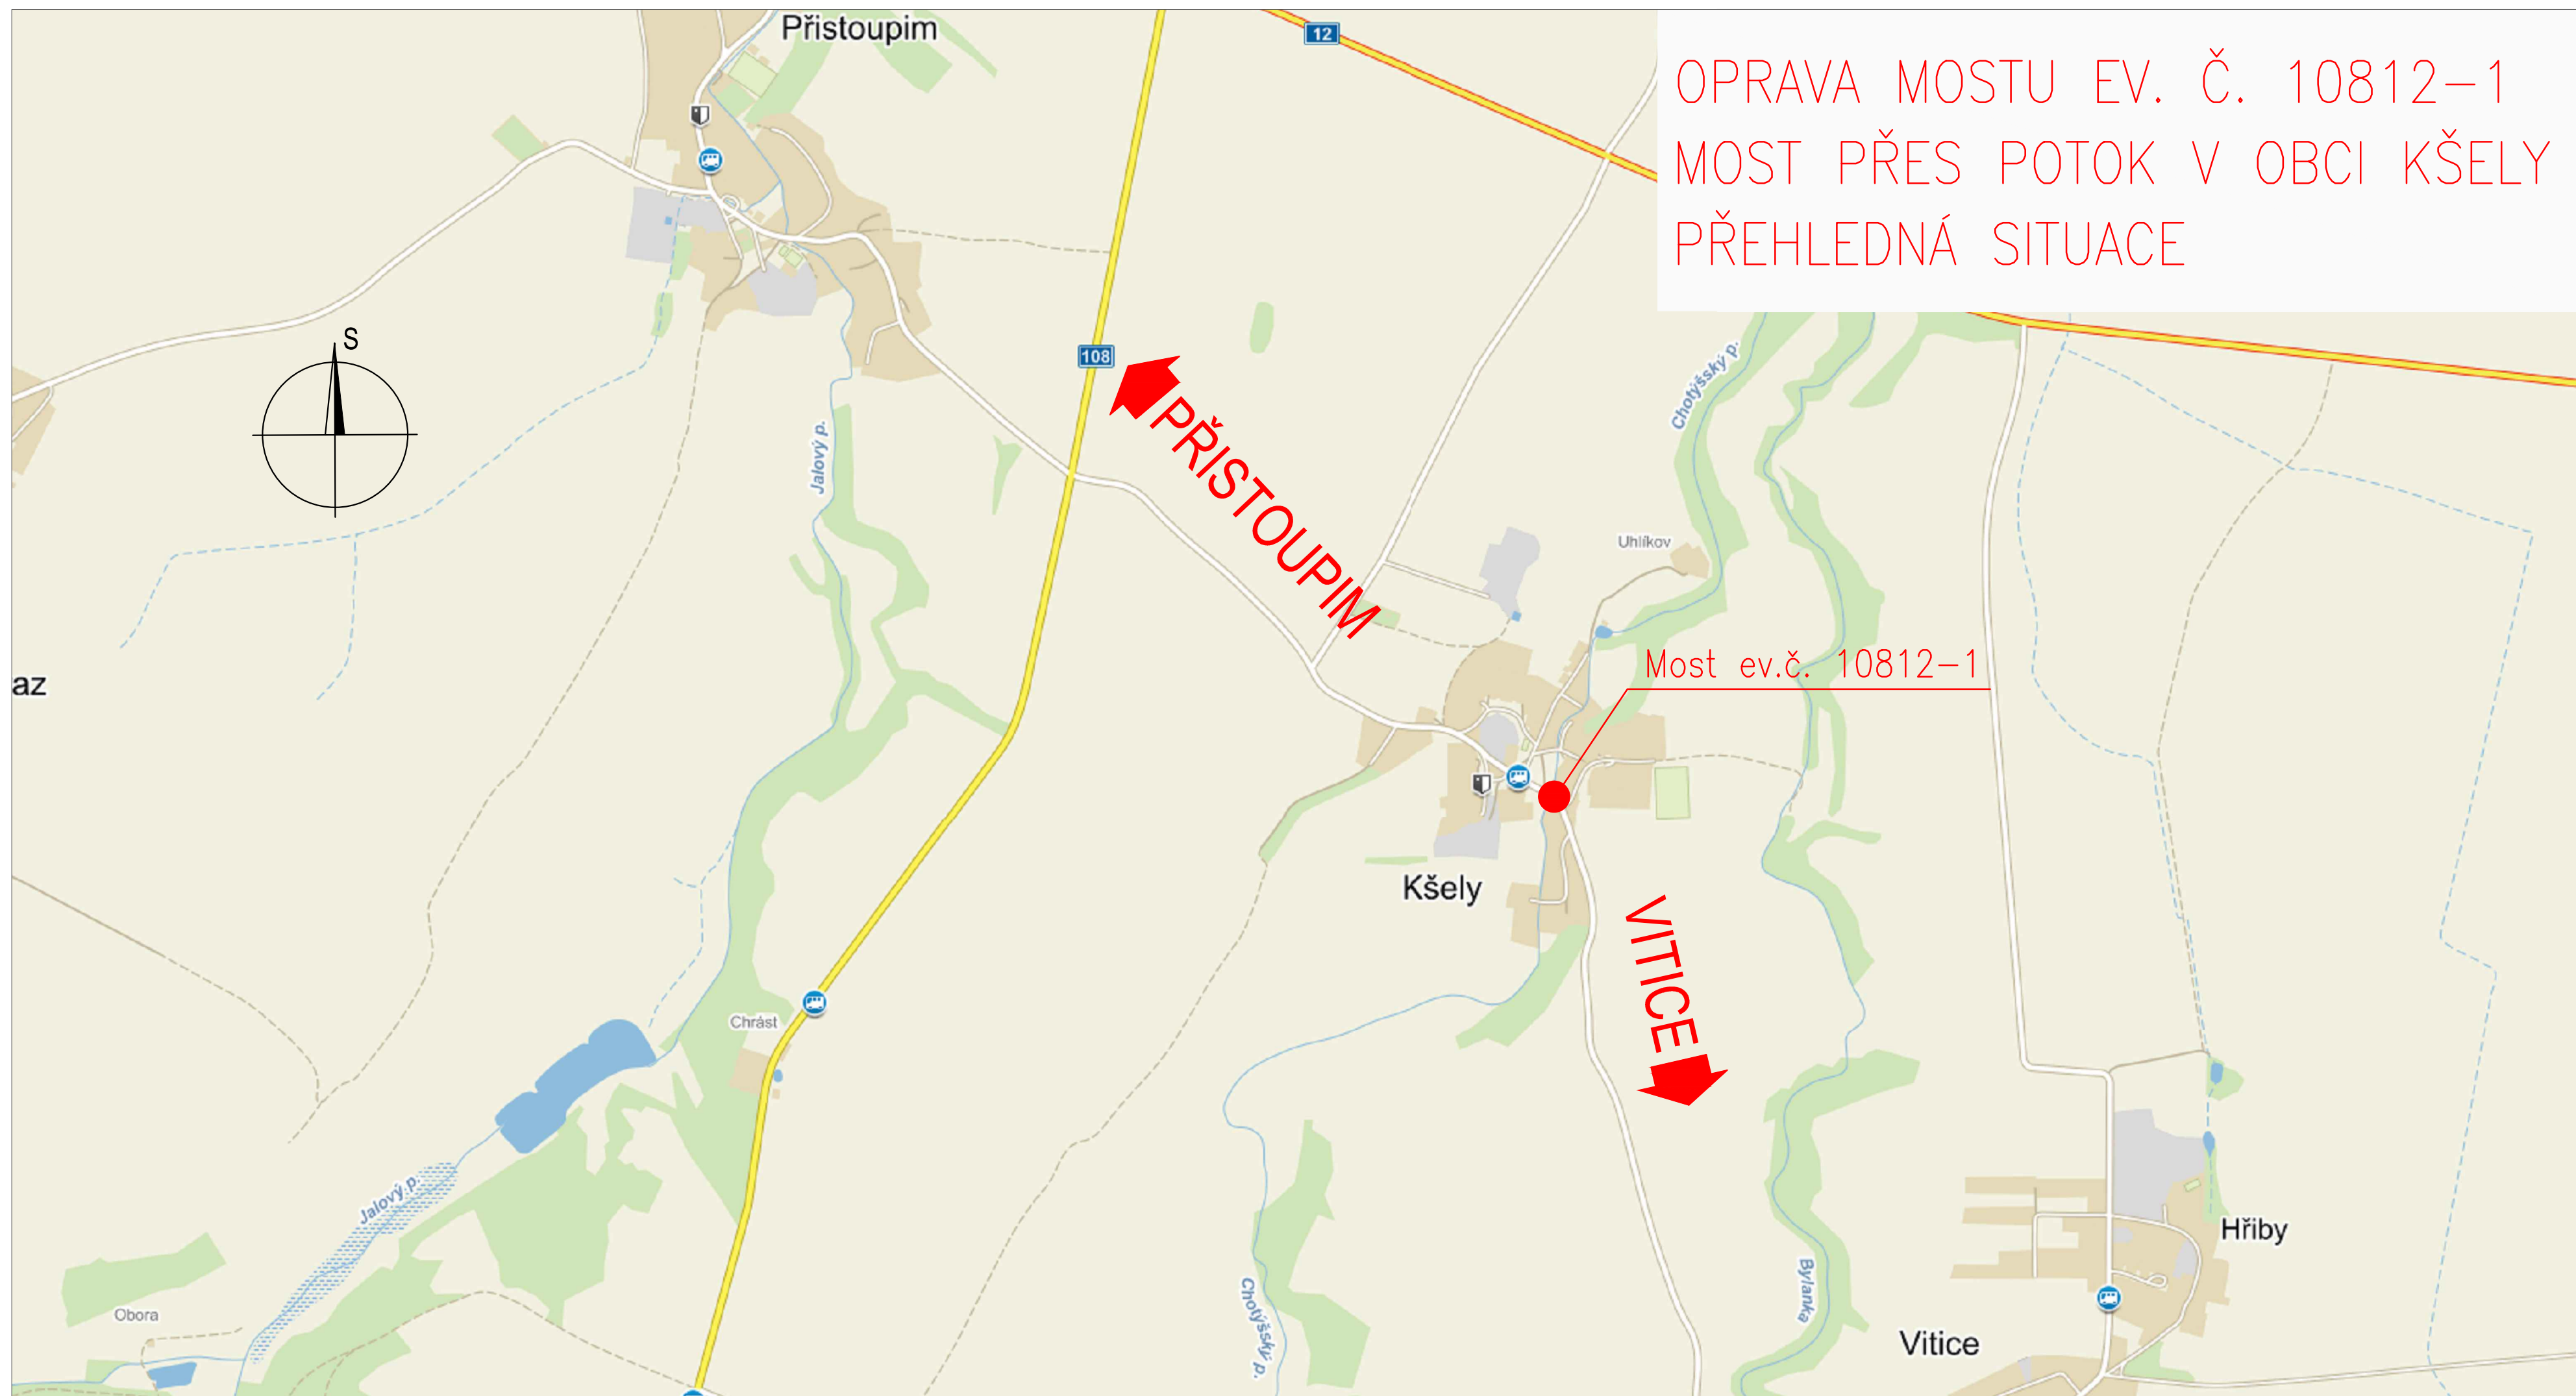 Přistoupim
12
OPRAVA MOSTU EV. Č. 10812-1
MOST PŘES POTOK V OBCI KŠELY
PŘEHLEDNÁ SITUACE
S
108
PŘISTOUPIM
Chotýšský p.
Jalový p.
Uhlíkov
Most ev.č. 10812-1
az
Kšely
VITICE
Chrást
Jalový p.
Obora
Chotýšský p.
Bylanka
Hřiby
Vitice